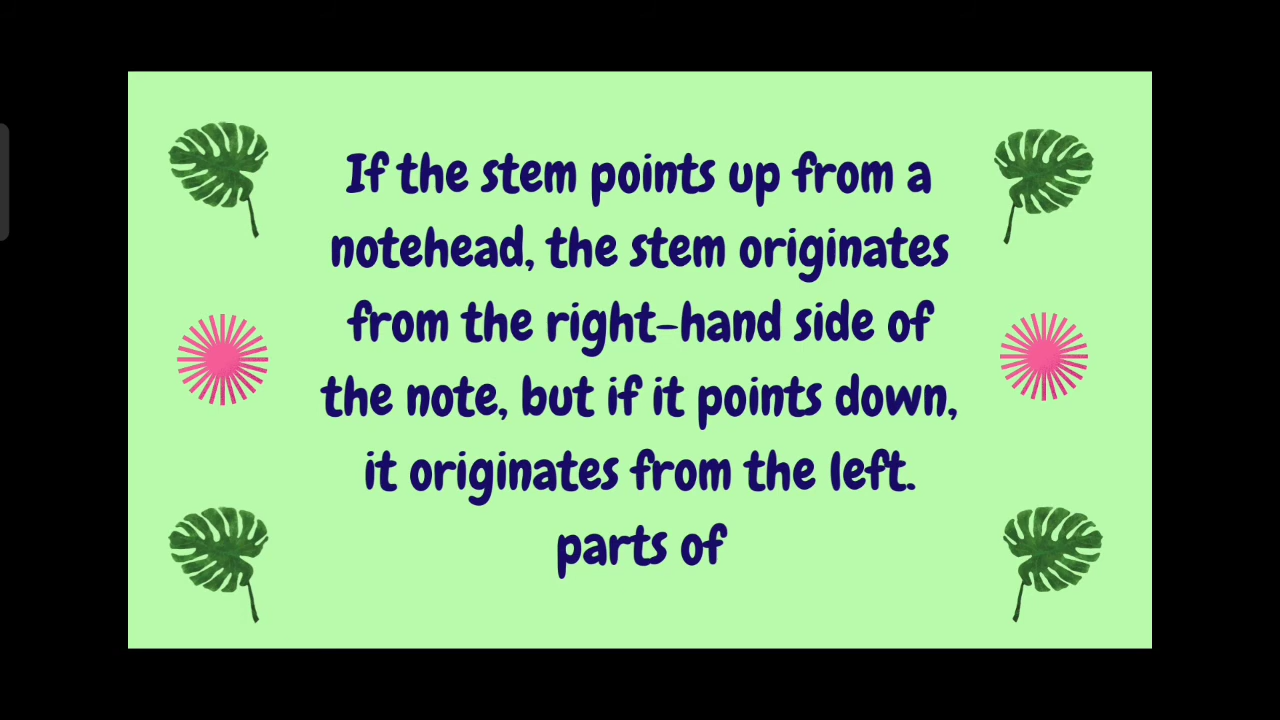 If the stem points up from a
notehead, the stem originates
from the right-hand side of
the note, but if it points down,
it originates from the left.
parts of